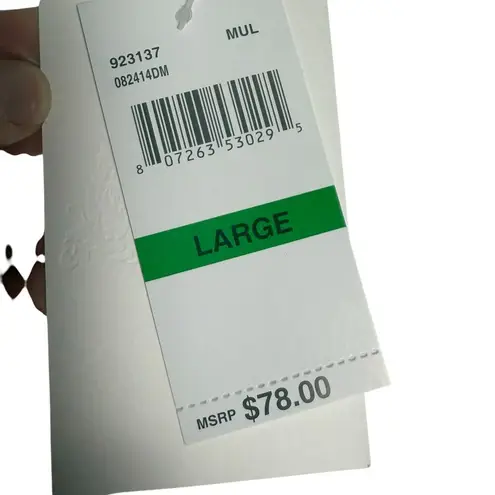 923137 MUL
082414DM
8 07263 53029 5
LARGE
MSRP $78.00